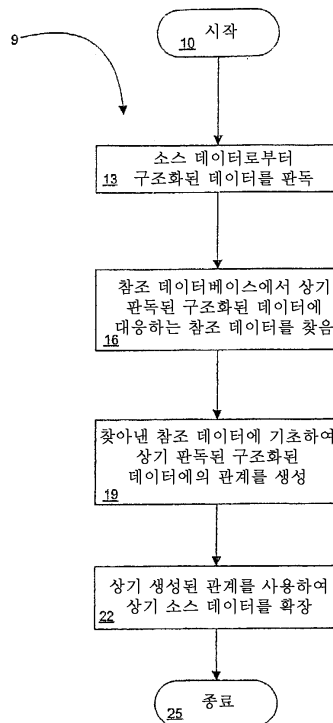 9
10 시작
소스 데이터로부터
13 구조화된 데이터를 판독
참조 데이터베이스에서 상기
판독된 구조화된 데이터에
16 대응하는 참조 데이터를 찾음
찾아낸 참조 데이터에 기초하여
상기 판독된 구조화된
19 데이터에의 관계를 생성
상기 생성된 관계를 사용하여
22 상기 소스 데이터를 확장
25 종료